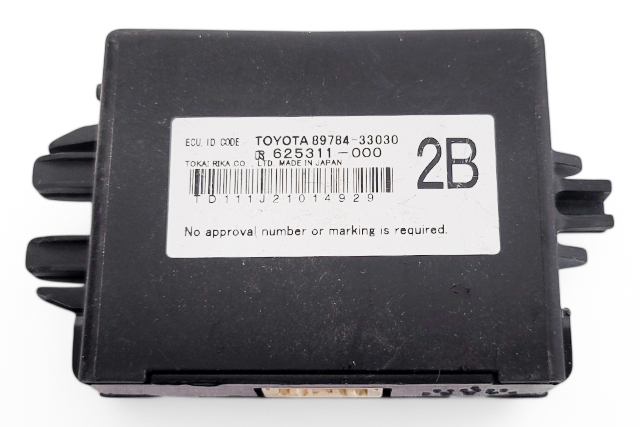 ECU, ID CODE TOYOTA 89784-33030
625311-000
TOKAI RIKA CO., LTD. MADE IN JAPAN
2B
TD111J21014929
No approval number or marking is required.